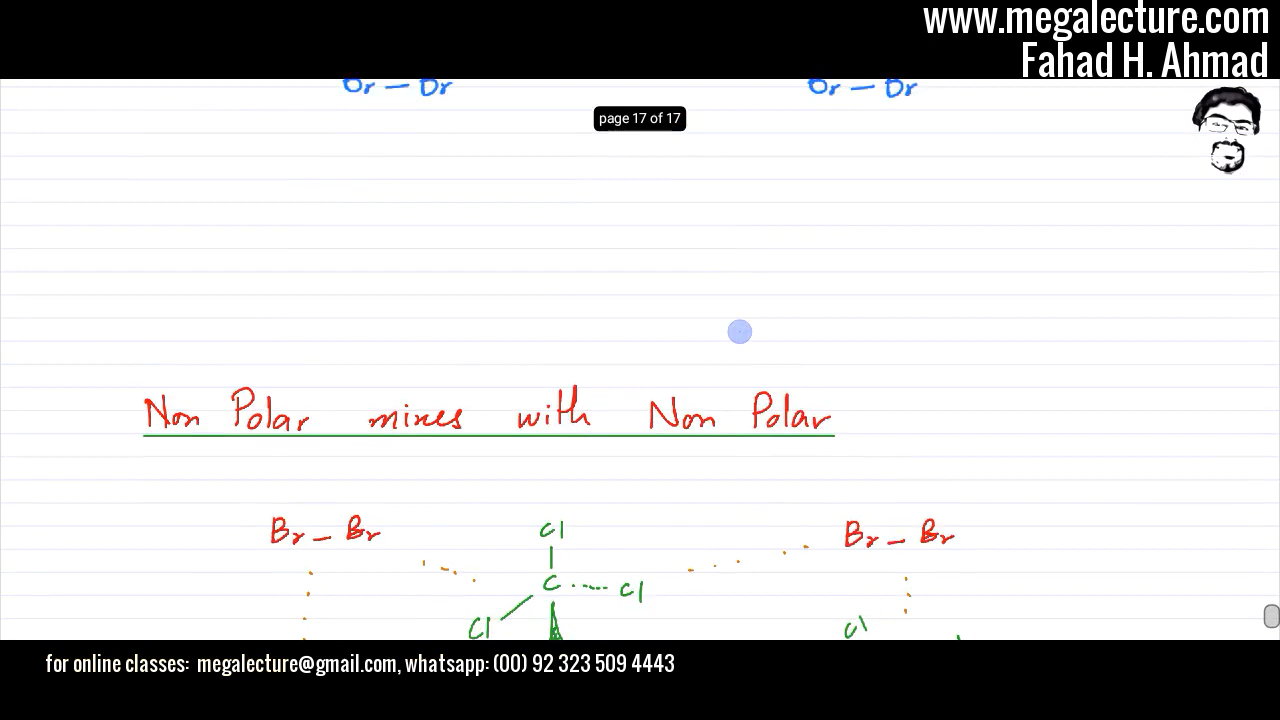 www.megalecture.com
Fahad H. Ahmad
Br – Br Br – Br
page 17 of 17
Non Polar mixes with Non Polar
Br – Br Cl Br – Br
C Cl
Cl Cl
for online classes: megalecture@gmail.com, whatsapp: (00) 92 323 509 4443